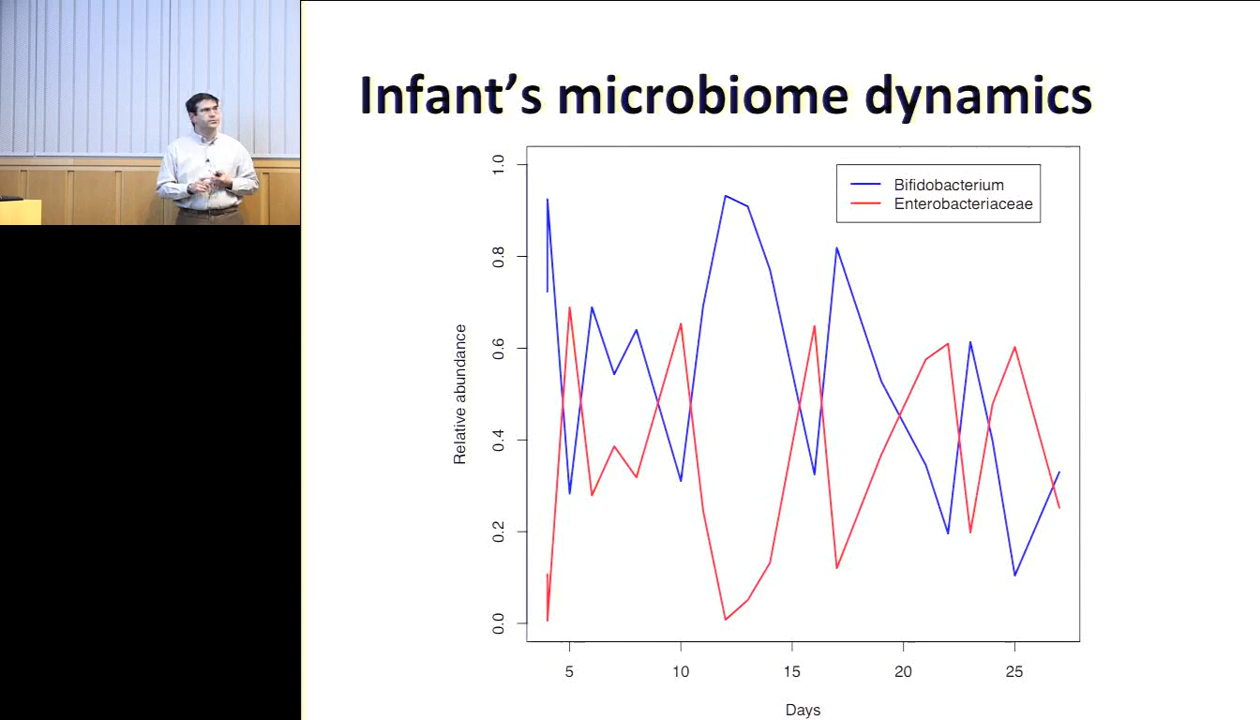 Infant’s microbiome dynamics
Bifidobacterium
Enterobacteriaceae
Relative abundance
1.0
0.8
0.6
0.4
0.2
0.0
5 10 15 20 25
Days